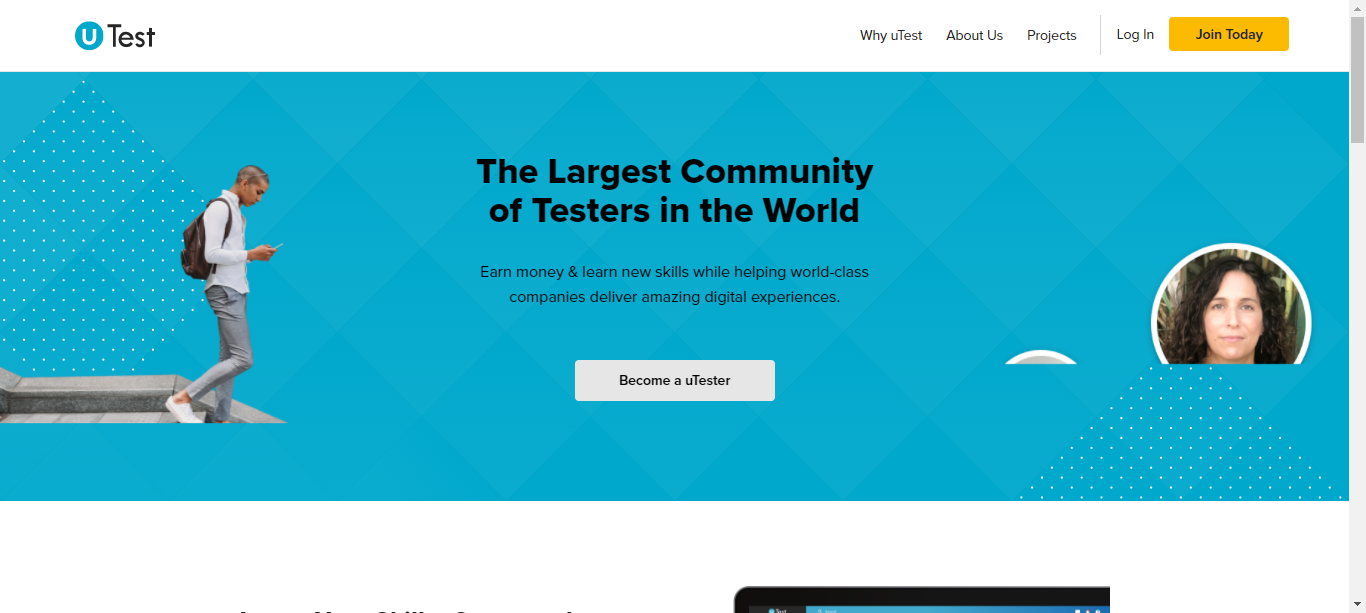 uTest
Why uTest
About Us
Projects
Log In
Join Today
The Largest Community
of Testers in the World
Earn money & learn new skills while helping world-class
companies deliver amazing digital experiences.
Become a uTester